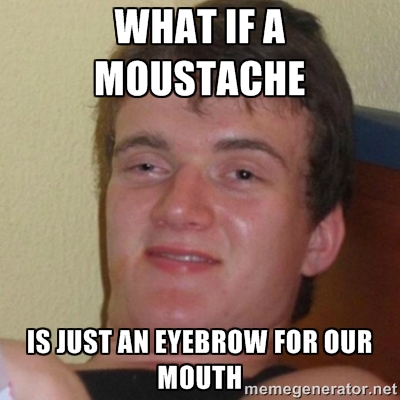 WHAT IF A
MOUSTACHE
IS JUST AN EYEBROW FOR OUR
MOUTH
memegenerator.net